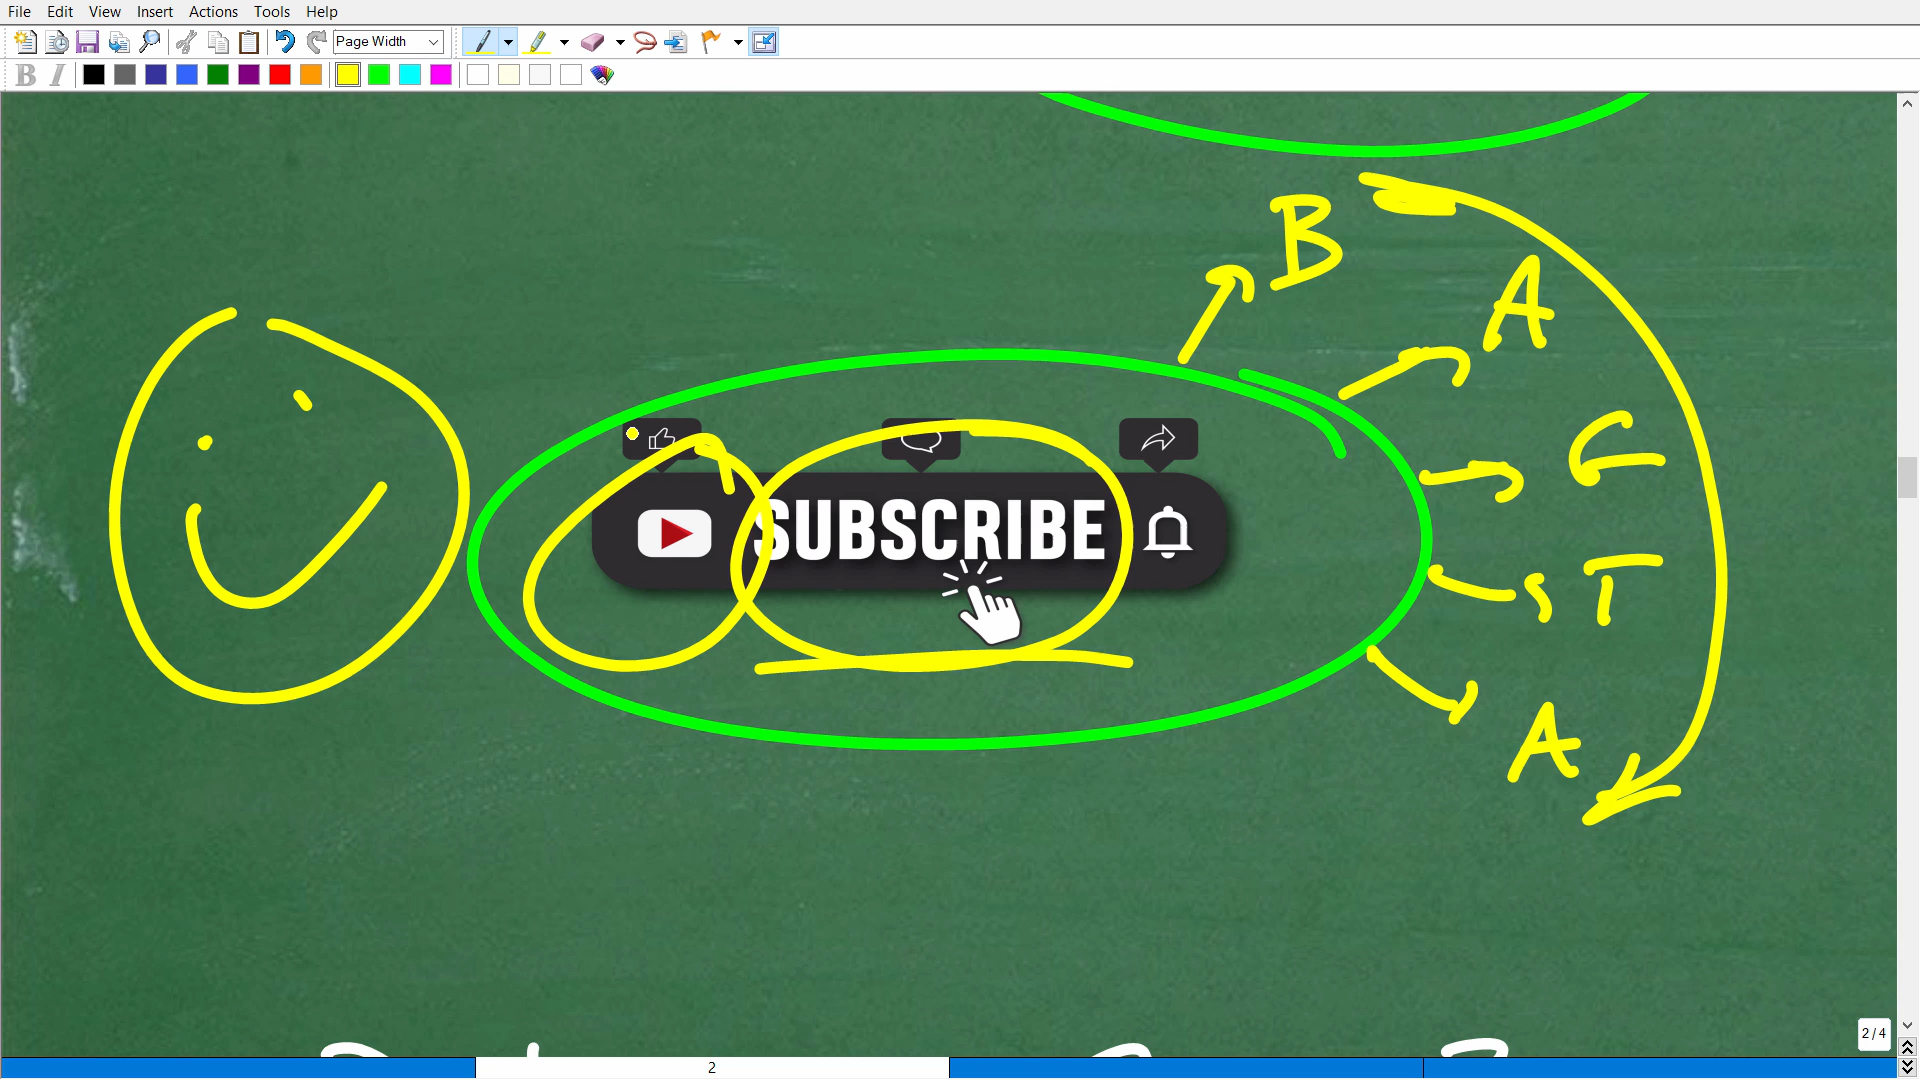 File Edit View Insert Actions Tools Help
Page Width
B I
B
A
G
SUBSCRIBE
T
A
2 / 4
2